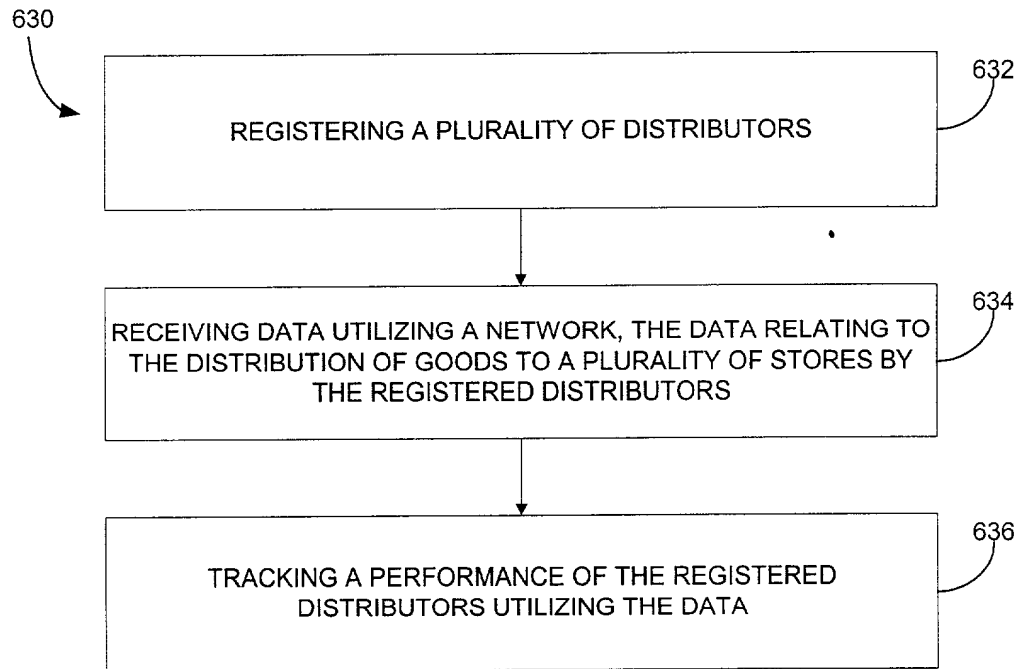 630
632
REGISTERING A PLURALITY OF DISTRIBUTORS
634
RECEIVING DATA UTILIZING A NETWORK, THE DATA RELATING TO
THE DISTRIBUTION OF GOODS TO A PLURALITY OF STORES BY
THE REGISTERED DISTRIBUTORS
636
TRACKING A PERFORMANCE OF THE REGISTERED
DISTRIBUTORS UTILIZING THE DATA